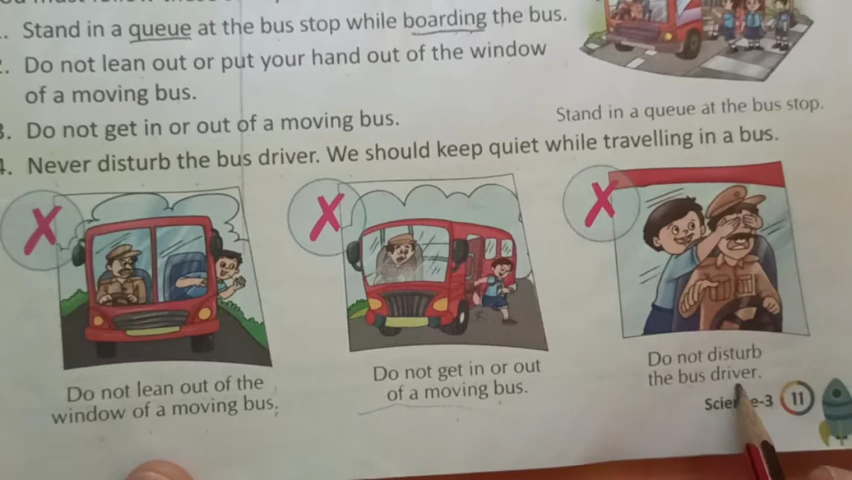 Stand in a queue at the bus stop while boarding the bus.
Do not lean out or put your hand out of the window
of a moving bus.
3. Do not get in or out of a moving bus.
Stand in a queue at the bus stop.
4. Never disturb the bus driver. We should keep quiet while travelling in a bus.
Do not lean out of the
window of a moving bus.
Do not get in or out
of a moving bus.
Do not disturb
the bus driver.
11